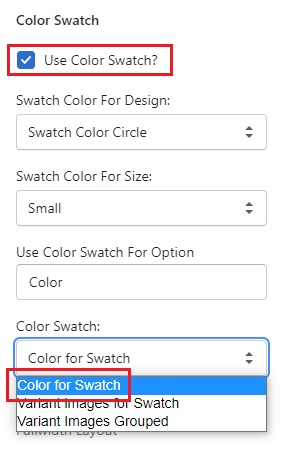 Color Swatch
Use Color Swatch?
Swatch Color For Design:
Swatch Color Circle
Swatch Color For Size:
Small
Use Color Swatch For Option
Color
Color Swatch:
Color for Swatch
Color for Swatch
Variant Images for Swatch
Variant Images Grouped
Fullwidth Layout